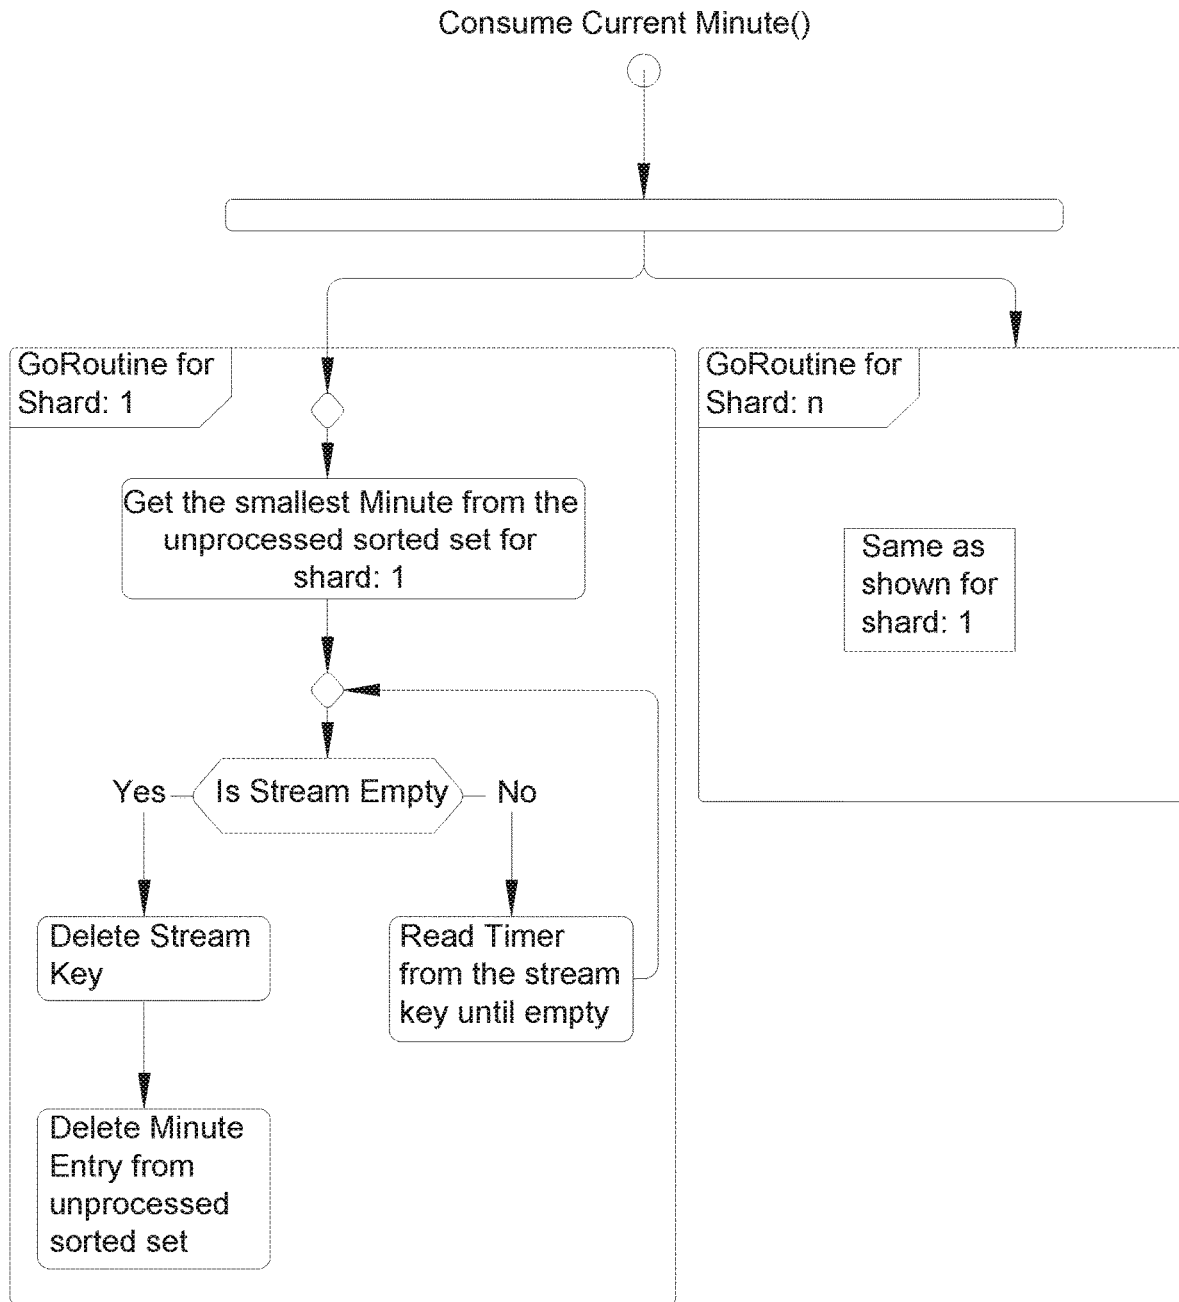 Consume Current Minute()
GoRoutine for
Shard: 1
Get the smallest Minute from the
unprocessed sorted set for
shard: 1
Yes
Is Stream Empty
No
Delete Stream
Key
Read Timer
from the stream
key until empty
Delete Minute
Entry from
unprocessed
sorted set
GoRoutine for
Shard: n
Same as
shown for
shard: 1